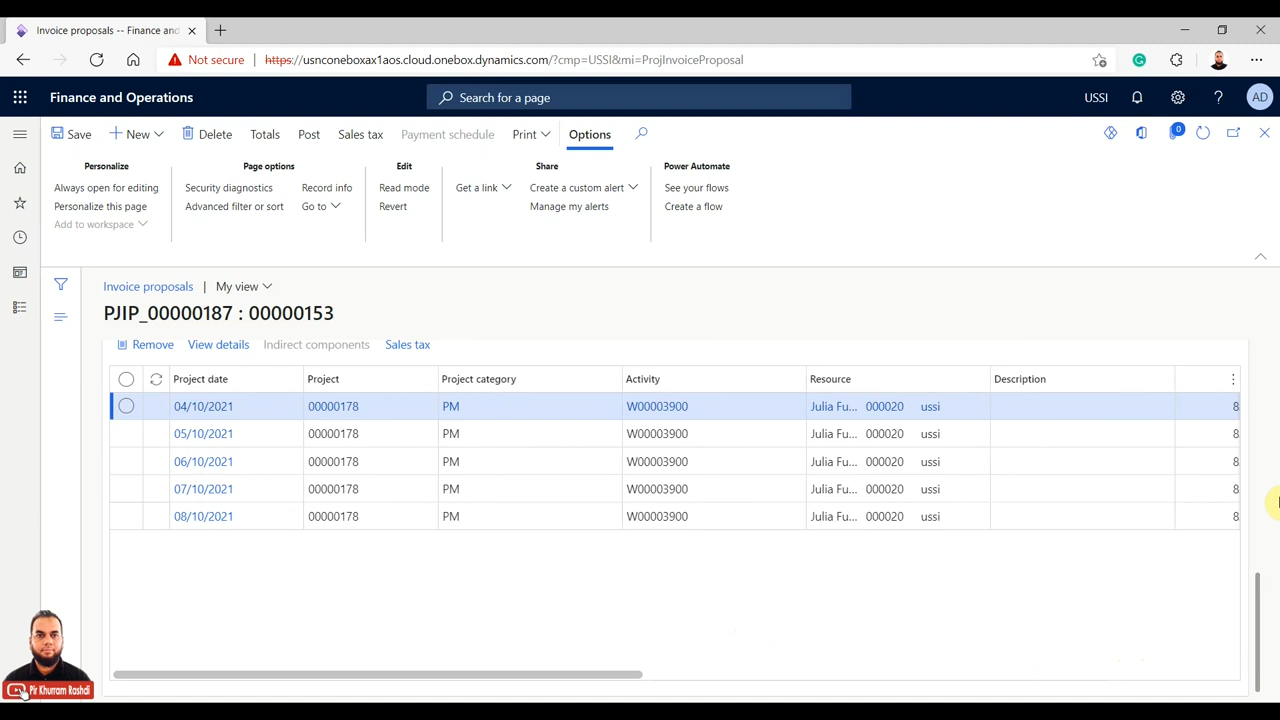 Invoice proposals -- Finance and
Not secure https://usnconeboxax1aos.cloud.onebox.dynamics.com/?cmp=USSI&mi=ProjInvoiceProposal
Finance and Operations Search for a page USSI ? AD
Save New Delete Totals Post Sales tax Payment schedule Print Options 0
Personalize Page options Edit Share Power Automate
Always open for editing Security diagnostics Record info Read mode Get a link Create a custom alert See your flows
Personalize this page Advanced filter or sort Go to Revert Manage my alerts Create a flow
Add to workspace
Invoice proposals | My view
PJIP_00000187 : 00000153
Remove View details Indirect components Sales tax
Project date Project Project category Activity Resource Description
04/10/2021 00000178 PM W00003900 Julia Fu... 000020 ussi 8
05/10/2021 00000178 PM W00003900 Julia Fu... 000020 ussi 8
06/10/2021 00000178 PM W00003900 Julia Fu... 000020 ussi 8
07/10/2021 00000178 PM W00003900 Julia Fu... 000020 ussi 8
08/10/2021 00000178 PM W00003900 Julia Fu... 000020 ussi 8
Pir Khurram Rashdi